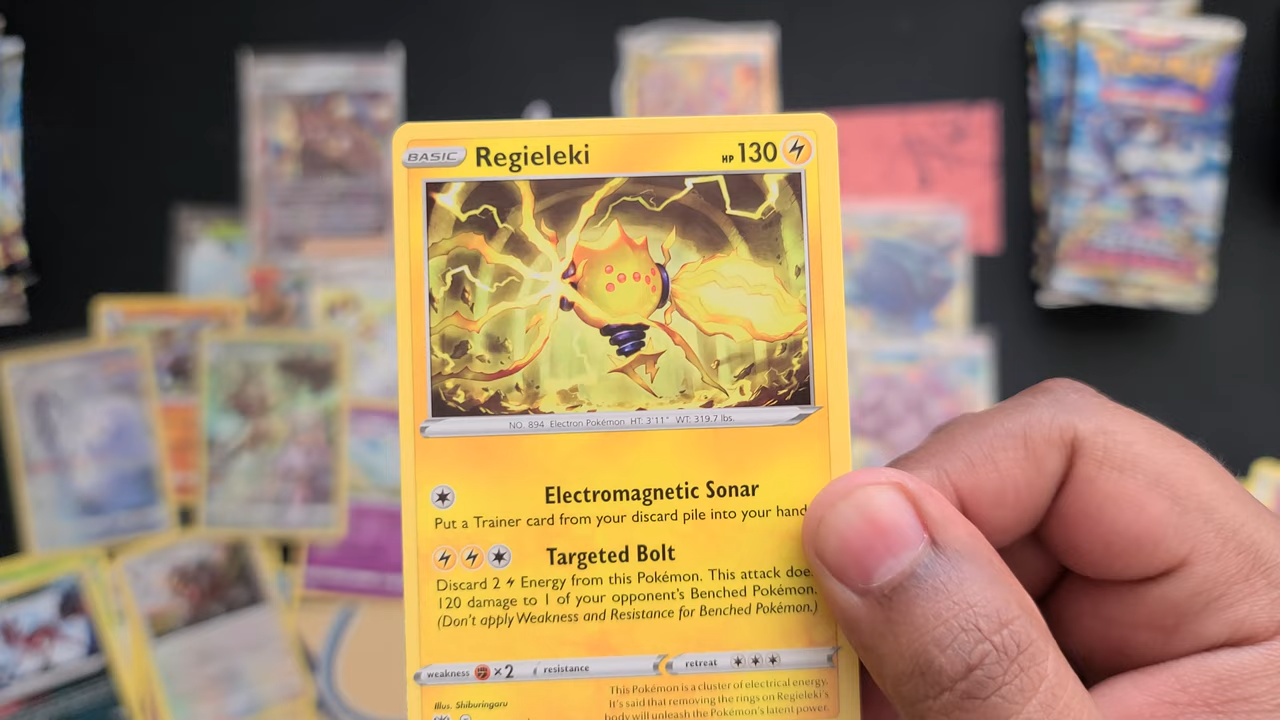 BASIC Regieleki HP 130
NO. 894 Electron Pokémon HT: 3'11" WT: 319.7 lbs.
Electromagnetic Sonar
Put a Trainer card from your discard pile into your hand
Targeted Bolt
Discard 2 Energy from this Pokémon. This attack doe
120 damage to 1 of your opponent's Benched Pokémon.
(Don't apply Weakness and Resistance for Benched Pokémon.)
weakness ×2 resistance retreat
Illus. Shiburingaru
This Pokémon is a cluster of electrical energy.
It's said that removing the rings on Regieleki's
body will unleash the Pokémon's latent power.